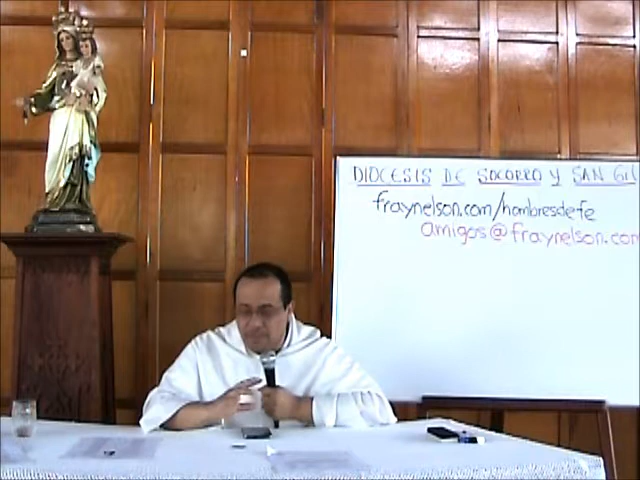 DIOCESIS DE SOCORRO Y SAN GIL
fraynelson.com/hombresdefe
amigos@fraynelson.com